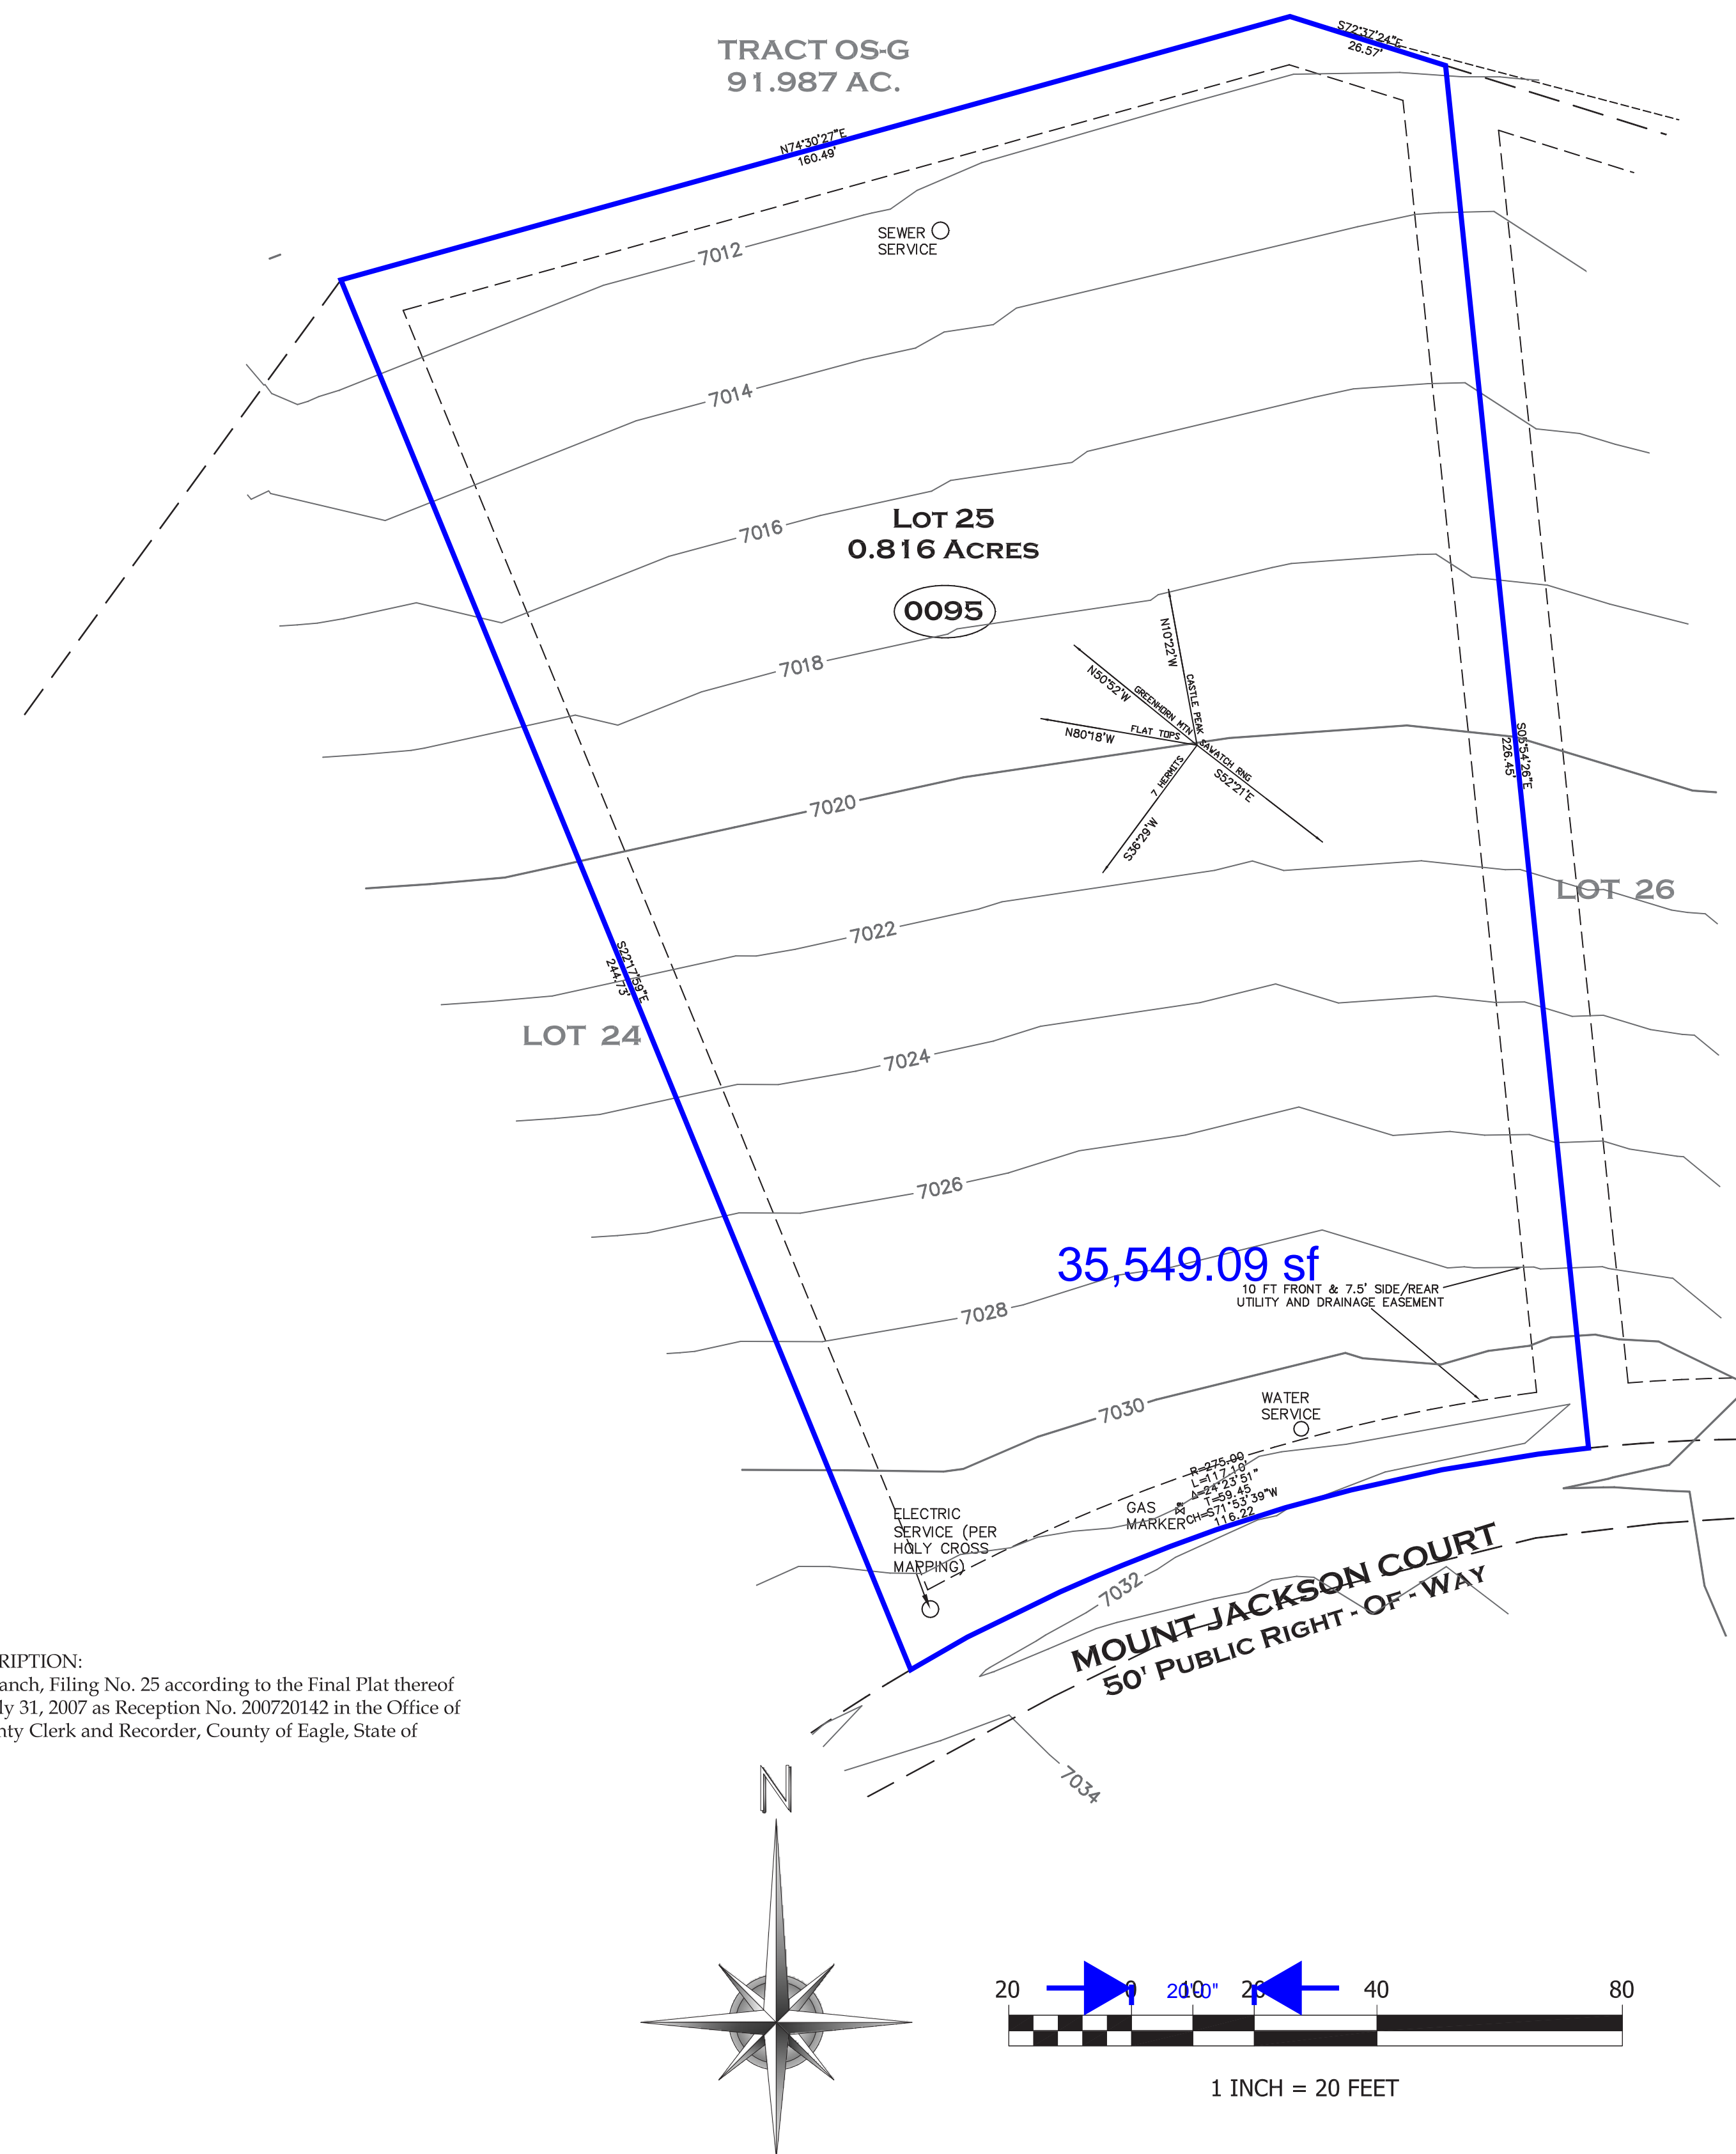 TRACT OS-G
91.987 AC.
S72°37'24"E
26.57'
N74°30'27"E
160.49'
SEWER
SERVICE
7012
7014
7016
LOT 25
0.816 ACRES
0095
7018
N10°22'W
CASTLE PEAK
N50°52'W
GREENHORN MTN
N80°18'W
FLAT TOPS
SAWATCH RNG
S52°21'E
7 HERMITS
S36°29'W
S05°54'26"E
226.45'
7020
LOT 26
7022
S22°17'59"E
244.73'
LOT 24
7024
7026
35,549.09 sf
10 FT FRONT & 7.5' SIDE/REAR
UTILITY AND DRAINAGE EASEMENT
7028
7030
WATER
SERVICE
R=275.00
L=117.10'
Δ=24°23'51"
T=59.45
CH=S71°53'39"W
116.22
GAS
MARKER
ELECTRIC
SERVICE (PER
HOLY CROSS
MAPPING)
7032
MOUNT JACKSON COURT
50' PUBLIC RIGHT-OF-WAY
RIPTION:
anch, Filing No. 25 according to the Final Plat thereof
ly 31, 2007 as Reception No. 200720142 in the Office of
nty Clerk and Recorder, County of Eagle, State of
7034
N
20 0 10 20 40 80
20'-0"
1 INCH = 20 FEET